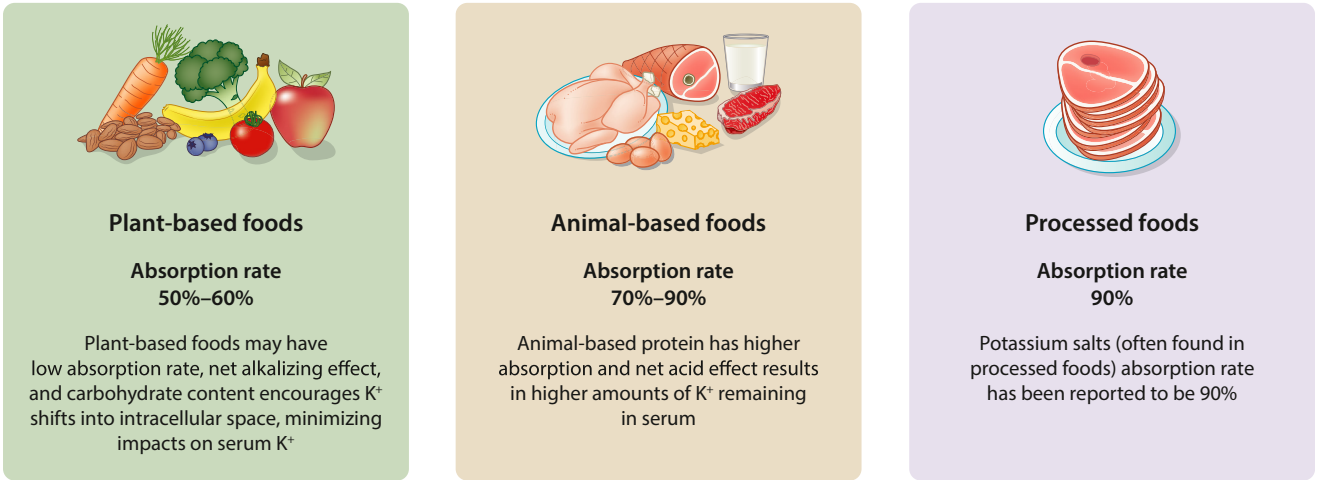 Plant-based foods
Absorption rate
50%–60%
Plant-based foods may have
low absorption rate, net alkalizing effect,
and carbohydrate content encourages K⁺
shifts into intracellular space, minimizing
impacts on serum K⁺
Animal-based foods
Absorption rate
70%–90%
Animal-based protein has higher
absorption and net acid effect results
in higher amounts of K⁺ remaining
in serum
Processed foods
Absorption rate
90%
Potassium salts (often found in
processed foods) absorption rate
has been reported to be 90%